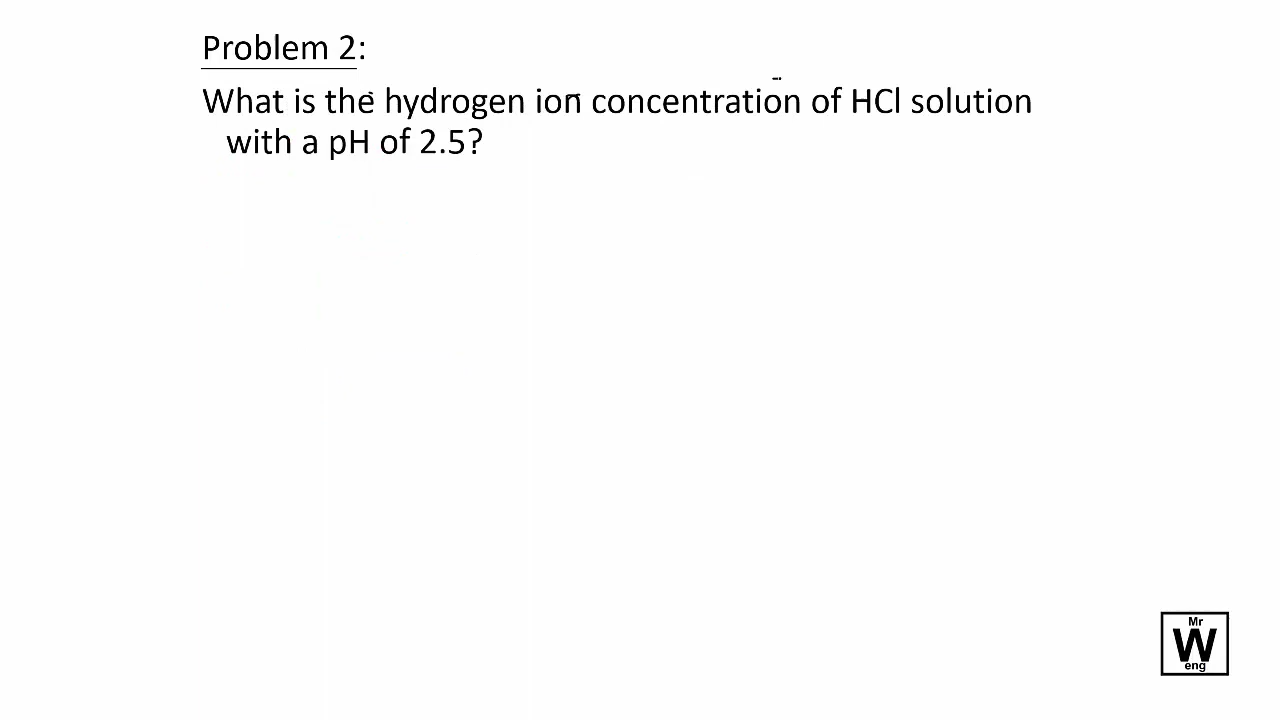 Problem 2:
What is the hydrogen ion concentration of HCl solution
with a pH of 2.5?
Mr
W
eng